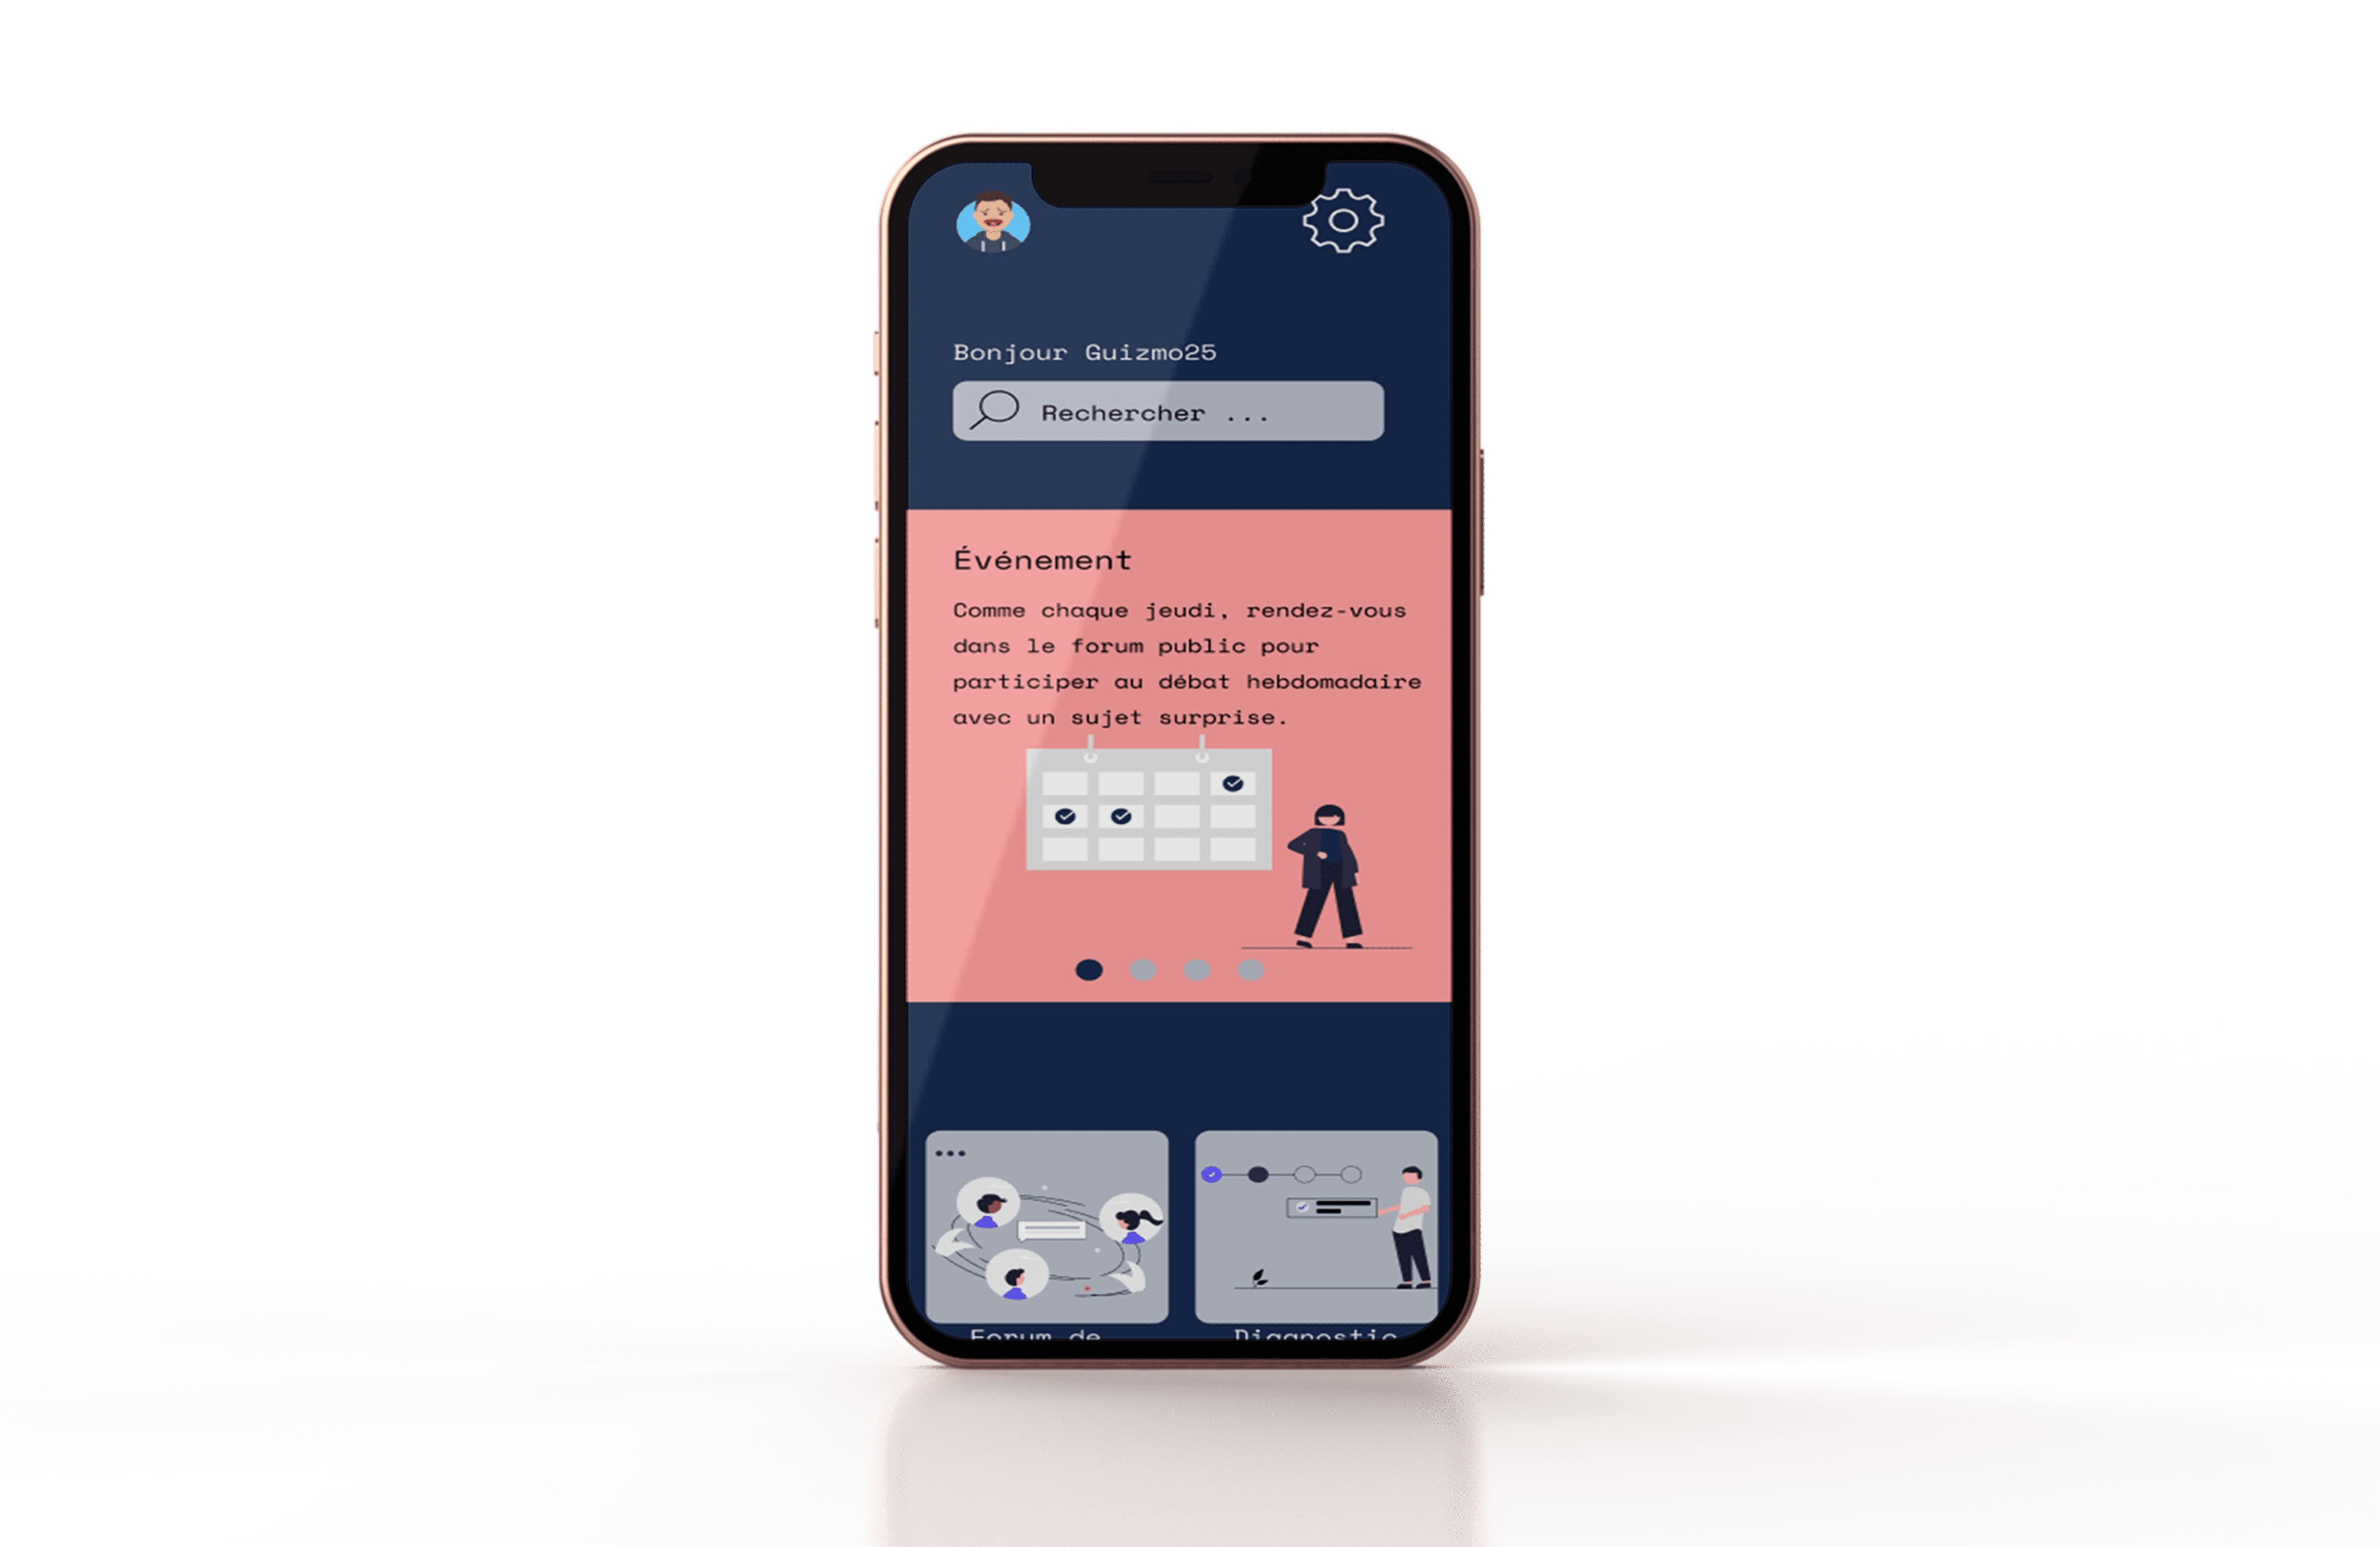 Bonjour Guizmo25
Rechercher ...
Événement
Comme chaque jeudi, rendez-vous
dans le forum public pour
participer au débat hebdomadaire
avec un sujet surprise.
Forum de
Diagnostic